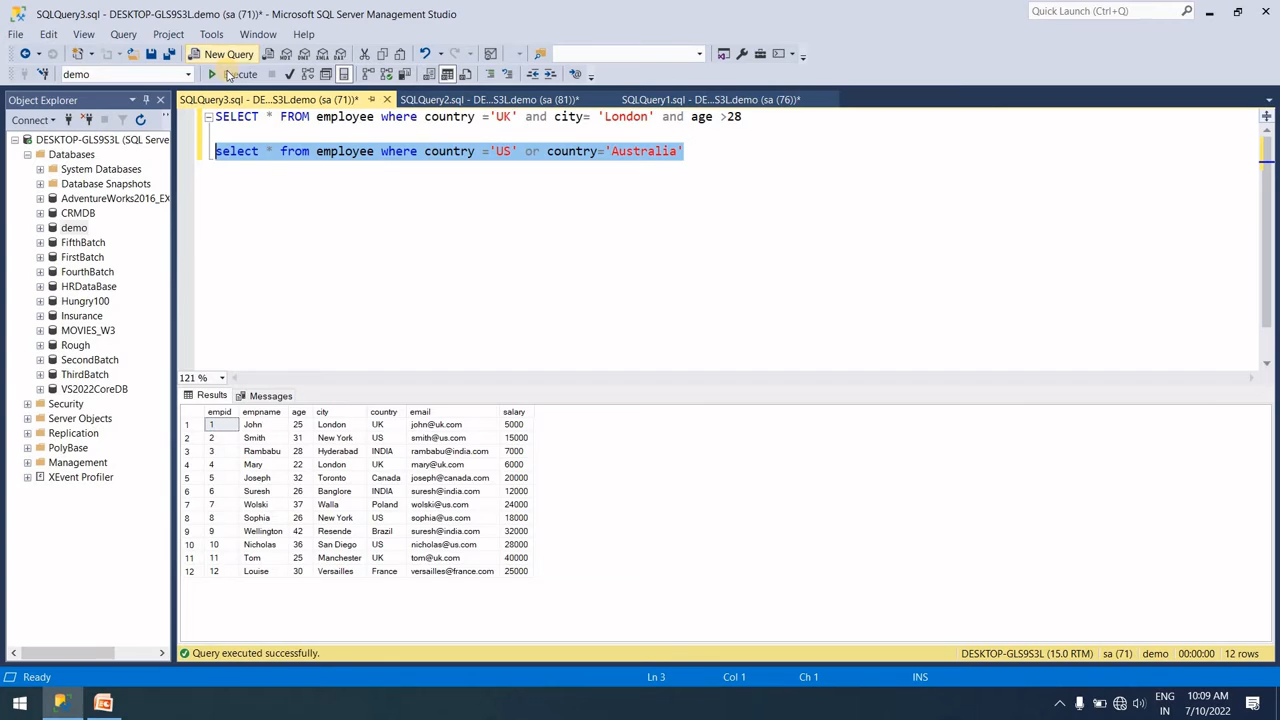 SQLQuery3.sql - DESKTOP-GLS9S3L.demo (sa (71))* - Microsoft SQL Server Management Studio
Quick Launch (Ctrl+Q)
File Edit View Query Project Tools Window Help
New Query
demo
Execute
Object Explorer
SQLQuery3.sql - DE...S3L.demo (sa (71))*
SQLQuery2.sql - DE...S3L.demo (sa (81))*
SQLQuery1.sql - DE...S3L.demo (sa (76))*
Connect
DESKTOP-GLS9S3L (SQL Serve
Databases
System Databases
Database Snapshots
AdventureWorks2016_EX
CRMDB
demo
FifthBatch
FirstBatch
FourthBatch
HRDataBase
Hungry100
Insurance
MOVIES_W3
Rough
SecondBatch
ThirdBatch
VS2022CoreDB
Security
Server Objects
Replication
PolyBase
Management
XEvent Profiler
SELECT * FROM employee where country ='UK' and city= 'London' and age >28
select * from employee where country ='US' or country='Australia'
121 %
Results Messages
empid empname age city country email salary
1 1 John 25 London UK john@uk.com 5000
2 2 Smith 31 New York US smith@us.com 15000
3 3 Rambabu 28 Hyderabad INDIA rambabu@india.com 7000
4 4 Mary 22 London UK mary@uk.com 6000
5 5 Joseph 32 Toronto Canada joseph@canada.com 20000
6 6 Suresh 26 Banglore INDIA suresh@india.com 12000
7 7 Wolski 37 Walla Poland wolski@us.com 24000
8 8 Sophia 26 New York US sophia@us.com 18000
9 9 Wellington 42 Resende Brazil suresh@india.com 32000
10 10 Nicholas 36 San Diego US nicholas@us.com 28000
11 11 Tom 25 Manchester UK tom@uk.com 40000
12 12 Louise 30 Versailles France versailles@france.com 25000
Query executed successfully.
DESKTOP-GLS9S3L (15.0 RTM) sa (71) demo 00:00:00 12 rows
Ready Ln 3 Col 1 Ch 1 INS
ENG 10:09 AM
IN 7/10/2022